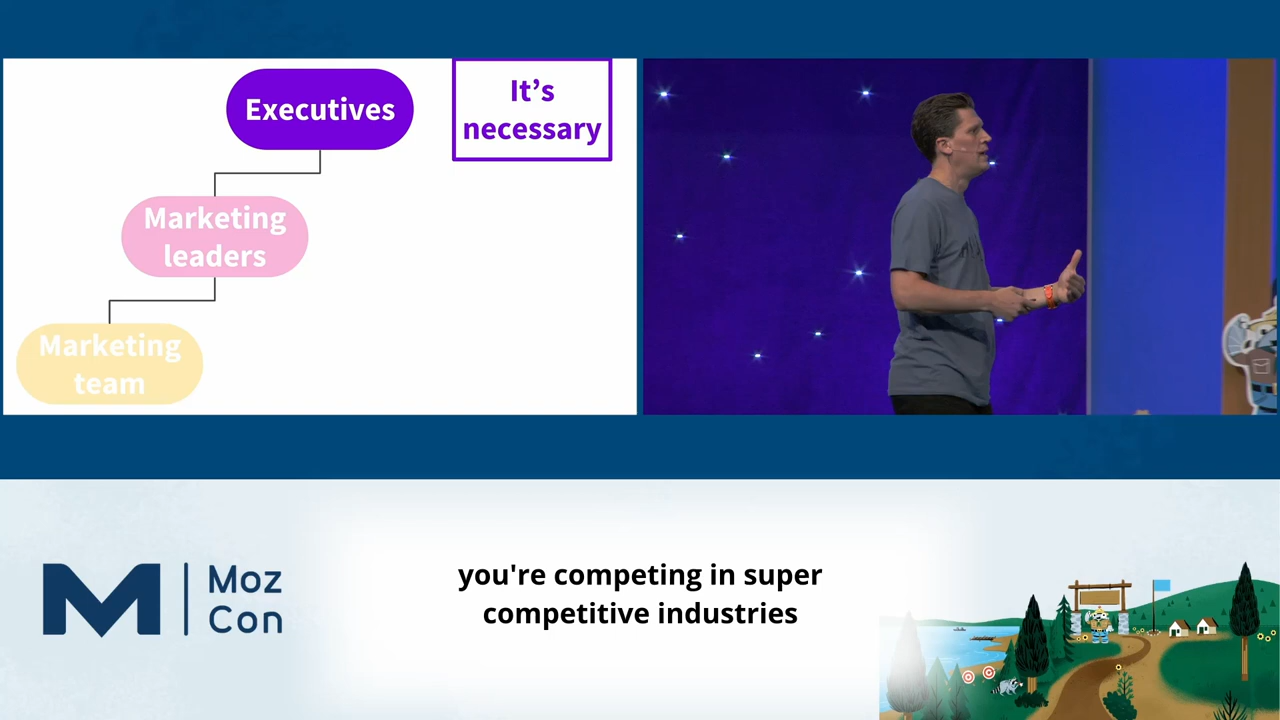 Executives
It's
necessary
Marketing
leaders
Marketing
team
Moz
Con
you're competing in super
competitive industries